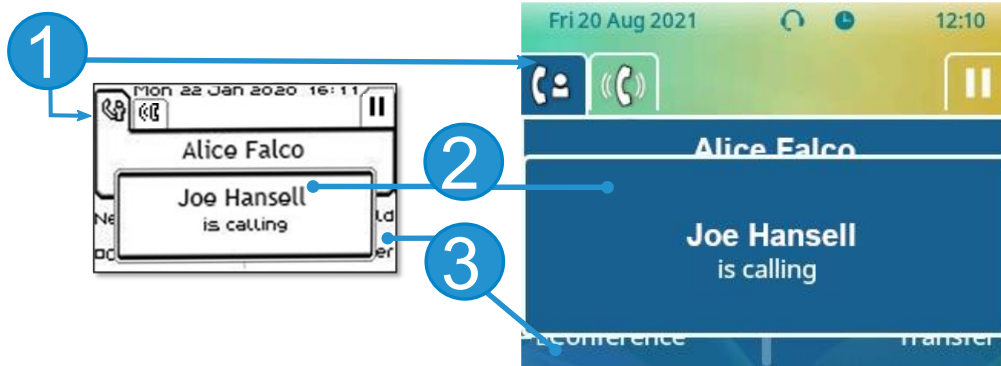 1
Mon 22 Jan 2020 16:11
Alice Falco
Joe Hansell
is calling
2
3
Fri 20 Aug 2021 12:10
Alice Falco
Joe Hansell
is calling
Conference Transfer